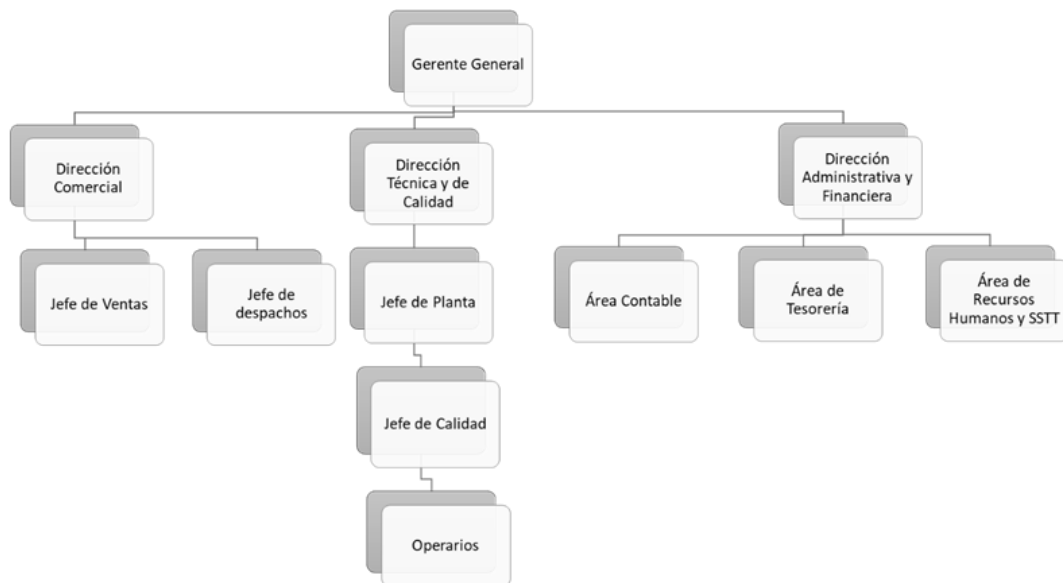 Gerente General
Dirección
Comercial
Dirección
Técnica y de
Calidad
Dirección
Administrativa y
Financiera
Jefe de Ventas
Jefe de
despachos
Jefe de Planta
Área Contable
Área de
Tesorería
Área de
Recursos
Humanos y SSTT
Jefe de Calidad
Operarios